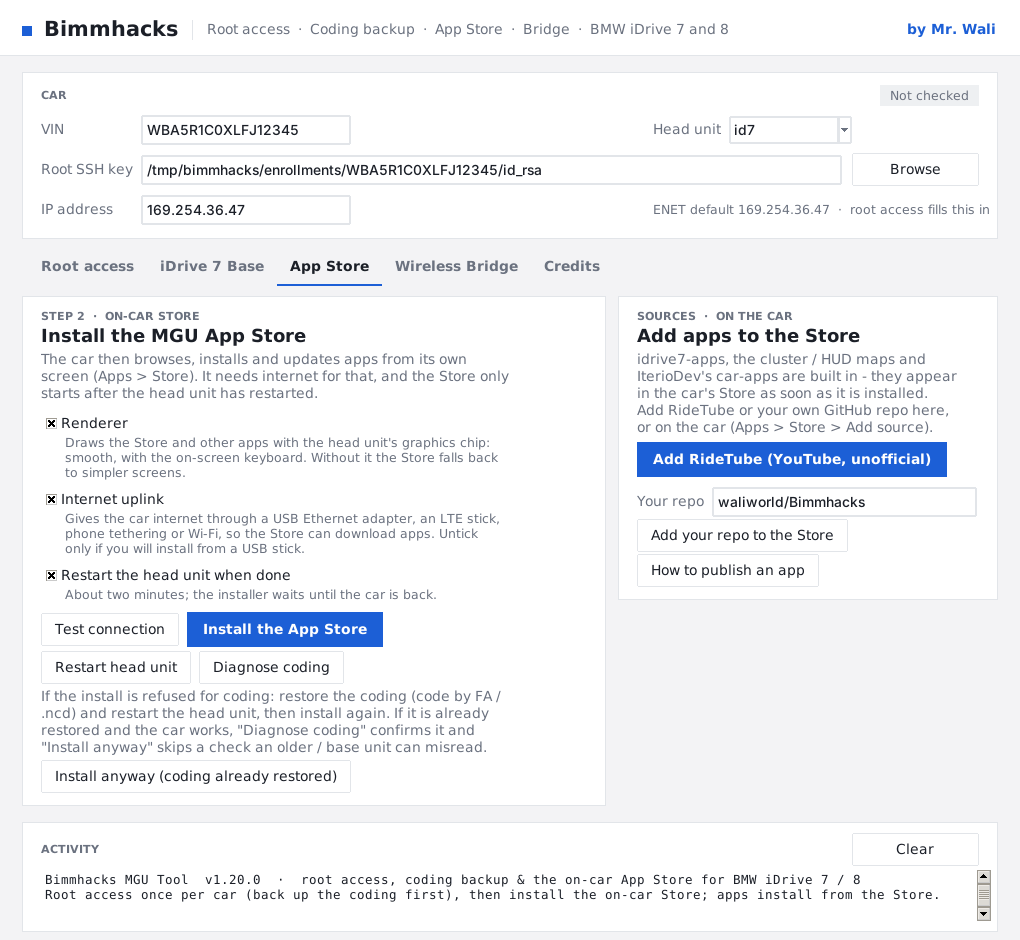 Bimmhacks
Root access · Coding backup · App Store · Bridge · BMW iDrive 7 and 8
by Mr. Wali
CAR
Not checked
VIN
WBA5R1C0XLFJ12345
Head unit
id7
Root SSH key
/tmp/bimmhacks/enrollments/WBA5R1C0XLFJ12345/id_rsa
Browse
IP address
169.254.36.47
ENET default 169.254.36.47 · root access fills this in
Root access
iDrive 7 Base
App Store
Wireless Bridge
Credits
STEP 2 · ON-CAR STORE
Install the MGU App Store
The car then browses, installs and updates apps from its own
screen (Apps > Store). It needs internet for that, and the Store only
starts after the head unit has restarted.
Renderer
Draws the Store and other apps with the head unit's graphics chip:
smooth, with the on-screen keyboard. Without it the Store falls back
to simpler screens.
Internet uplink
Gives the car internet through a USB Ethernet adapter, an LTE stick,
phone tethering or Wi-Fi, so the Store can download apps. Untick
only if you will install from a USB stick.
Restart the head unit when done
About two minutes; the installer waits until the car is back.
Test connection
Install the App Store
Restart head unit
Diagnose coding
If the install is refused for coding: restore the coding (code by FA /
.ncd) and restart the head unit, then install again. If it is already
restored and the car works, "Diagnose coding" confirms it and
"Install anyway" skips a check an older / base unit can misread.
Install anyway (coding already restored)
SOURCES · ON THE CAR
Add apps to the Store
idrive7-apps, the cluster / HUD maps and
IterioDev's car-apps are built in - they appear
in the car's Store as soon as it is installed.
Add RideTube or your own GitHub repo here,
or on the car (Apps > Store > Add source).
Add RideTube (YouTube, unofficial)
Your repo
waliworld/Bimmhacks
Add your repo to the Store
How to publish an app
ACTIVITY
Clear
Bimmhacks MGU Tool v1.20.0 · root access, coding backup & the on-car App Store for BMW iDrive 7 / 8
Root access once per car (back up the coding first), then install the on-car Store; apps install from the Store.